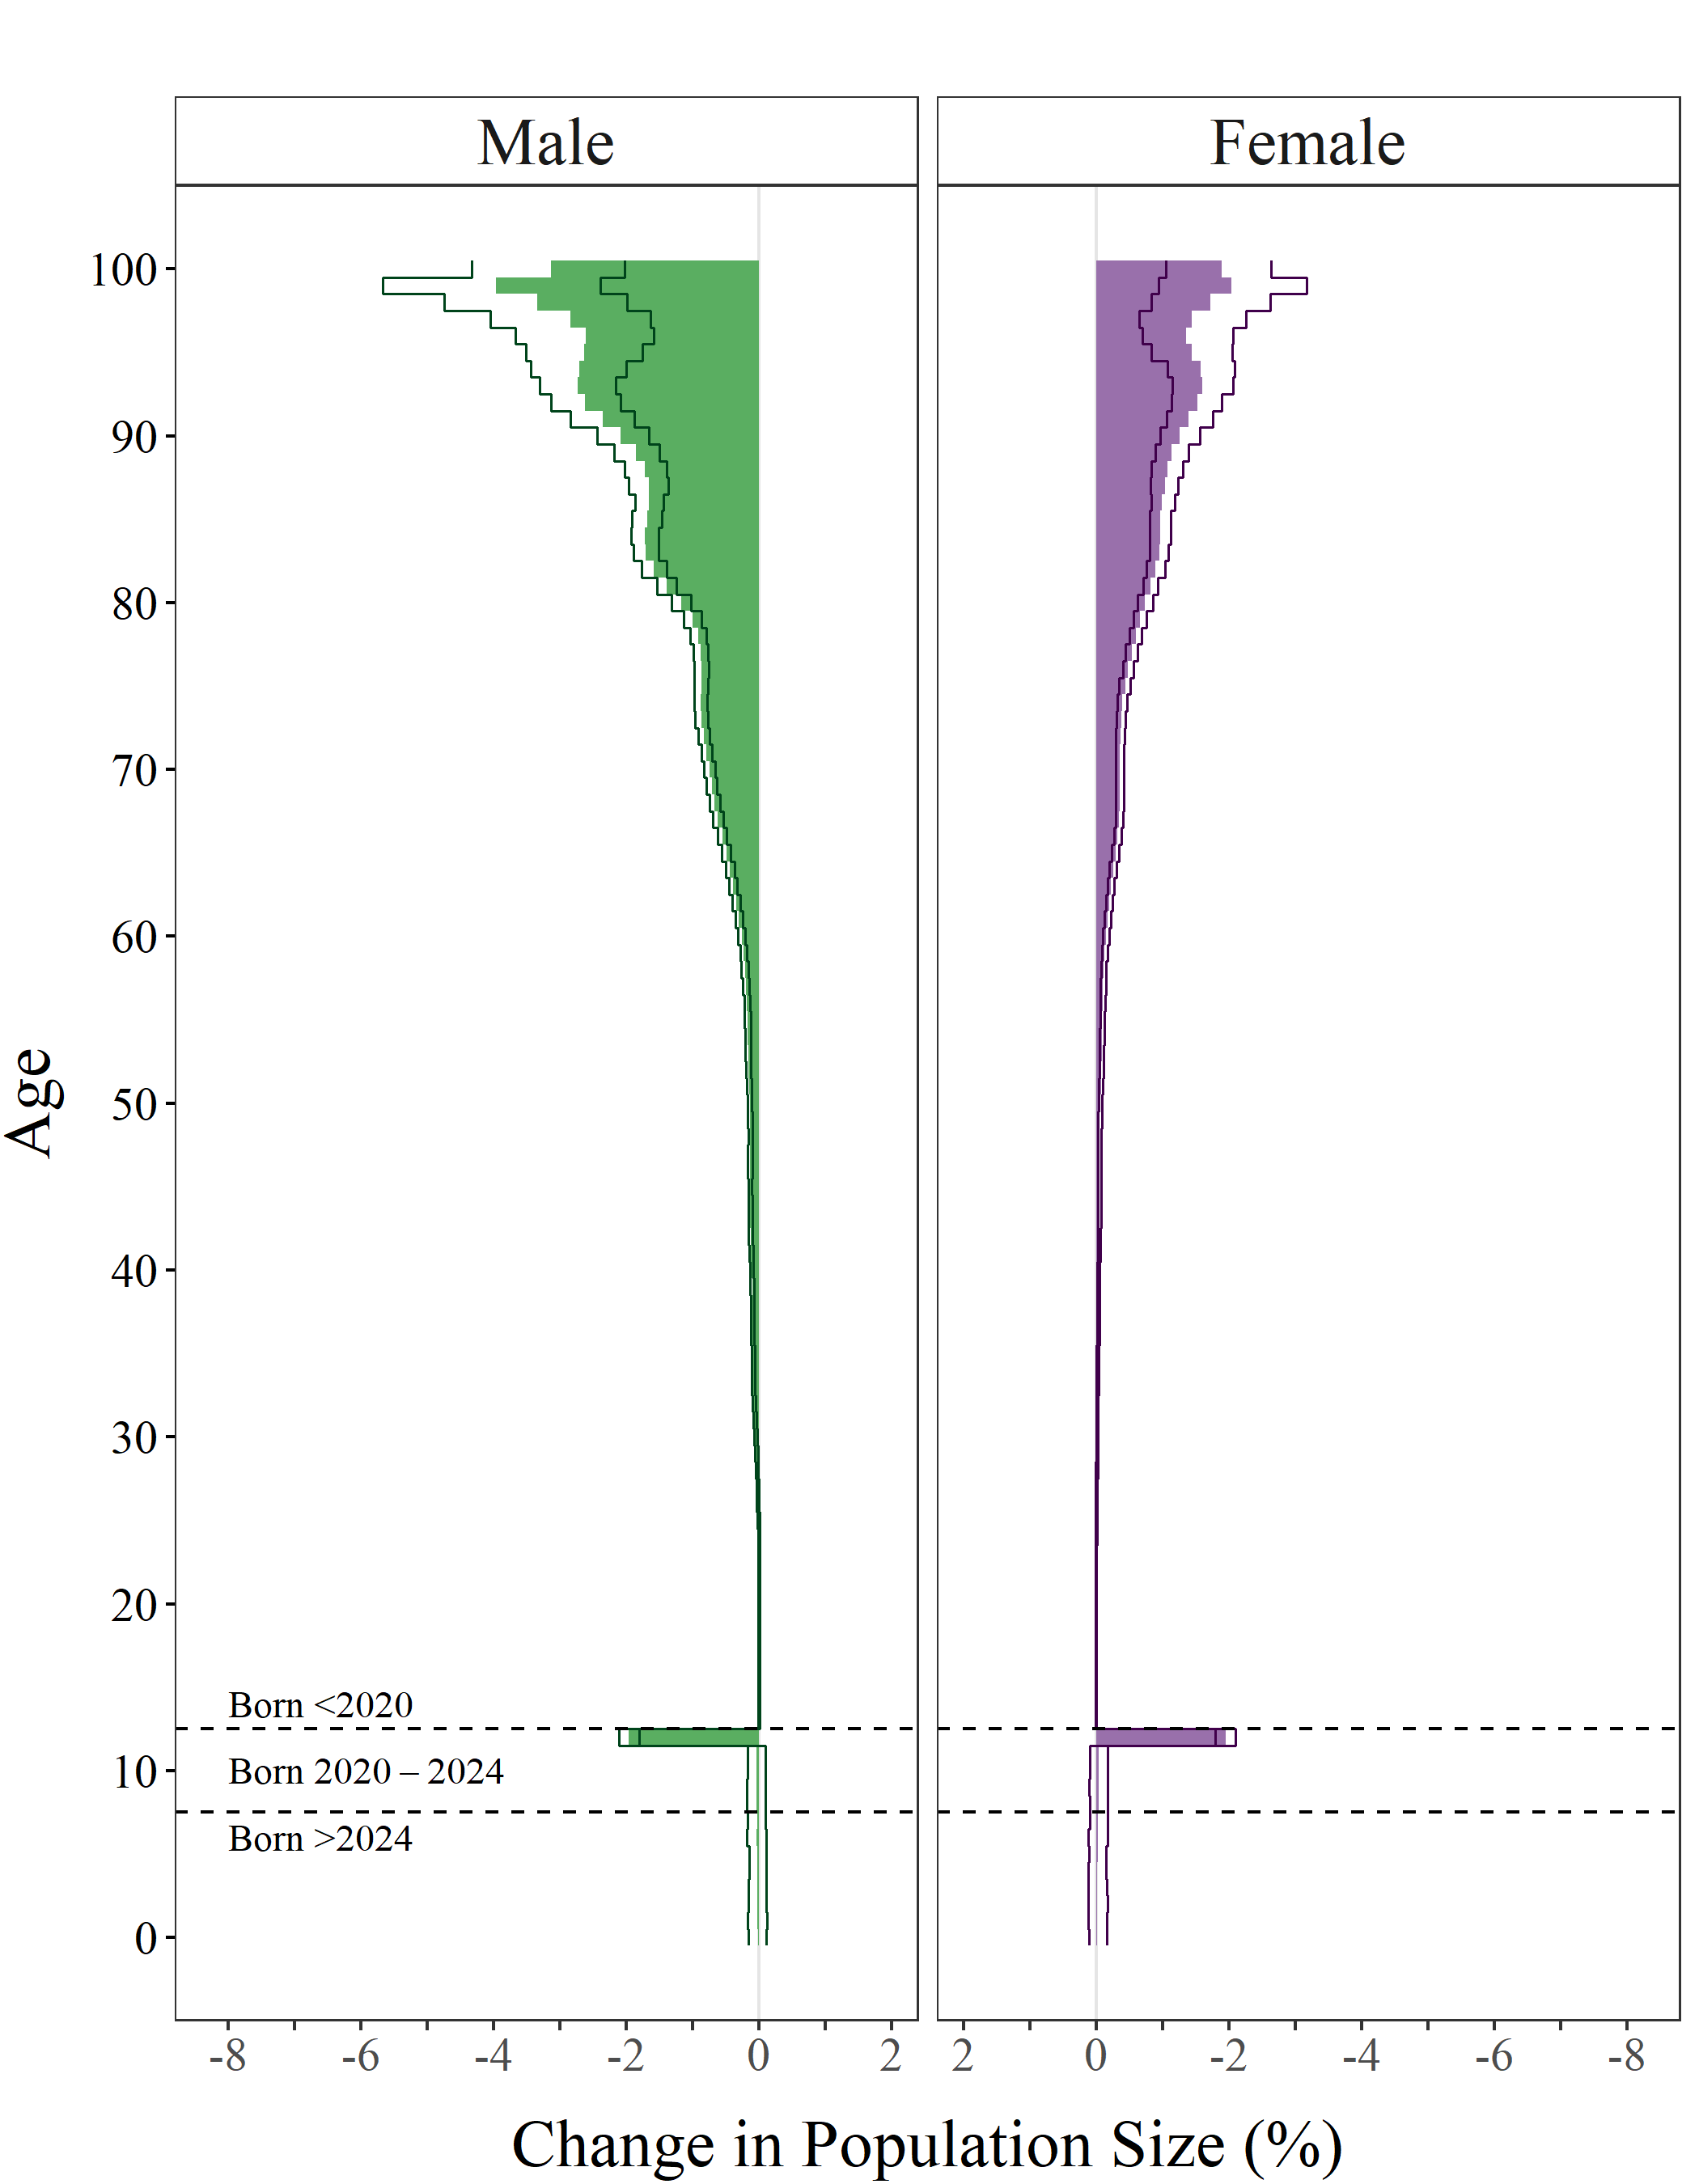 Male
Female
100
90
80
70
60
50
40
30
20
10
0
Age
Born <2020
Born 2020 – 2024
Born >2024
-8 -6 -4 -2 0 2
2 0 -2 -4 -6 -8
Change in Population Size (%)